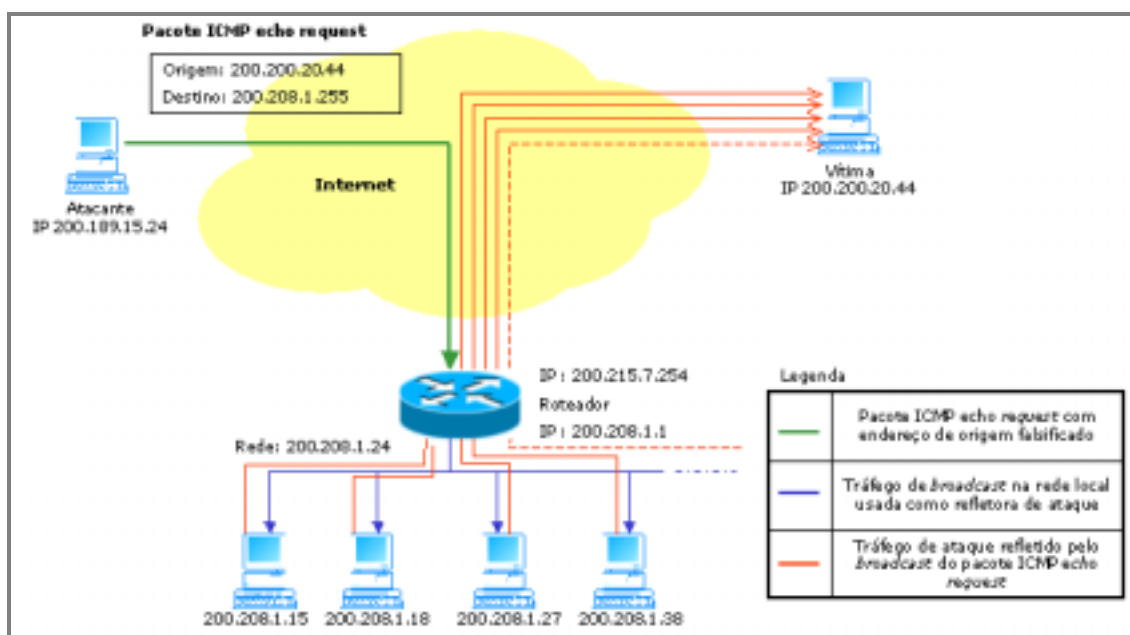 Pacote ICMP echo request
Origem: 200.200.20.44
Destino: 200.208.1.255
Internet
Atacante
IP 200.189.15.24
Vítima
IP 200.200.20.44
IP: 200.215.7.254
Roteador
IP: 200.208.1.1
Rede: 200.208.1.24
200.208.1.15
200.208.1.18
200.208.1.27
200.208.1.38
Legenda
Pacote ICMP echo request com
endereço de origem falsificado
Tráfego de broadcast na rede local
usada como refletora de ataque
Tráfego de ataque refletido pelo
broadcast do pacote ICMP echo
request